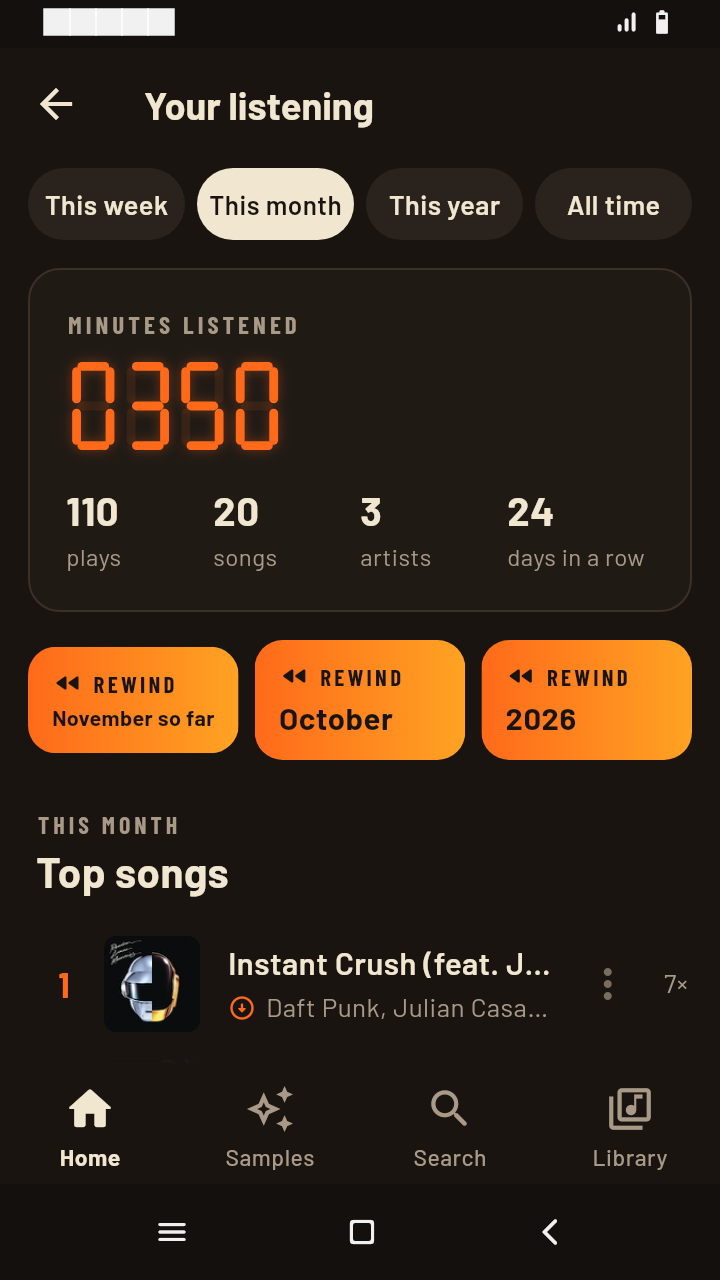 Your listening
This week
This month
This year
All time
MINUTES LISTENED
0350
110
plays
20
songs
3
artists
24
days in a row
REWIND
November so far
REWIND
October
REWIND
2026
THIS MONTH
Top songs
1
Instant Crush (feat. J...
Daft Punk, Julian Casa...
7×
Home
Samples
Search
Library